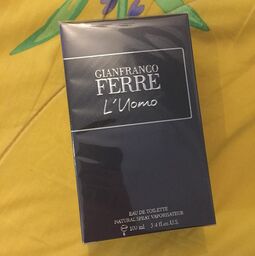 GIANFRANCO
FERRE
L'Uomo
EAU DE TOILETTE
NATURAL SPRAY VAPORISATEUR
100 ml 3.4 fl.oz. U.S.